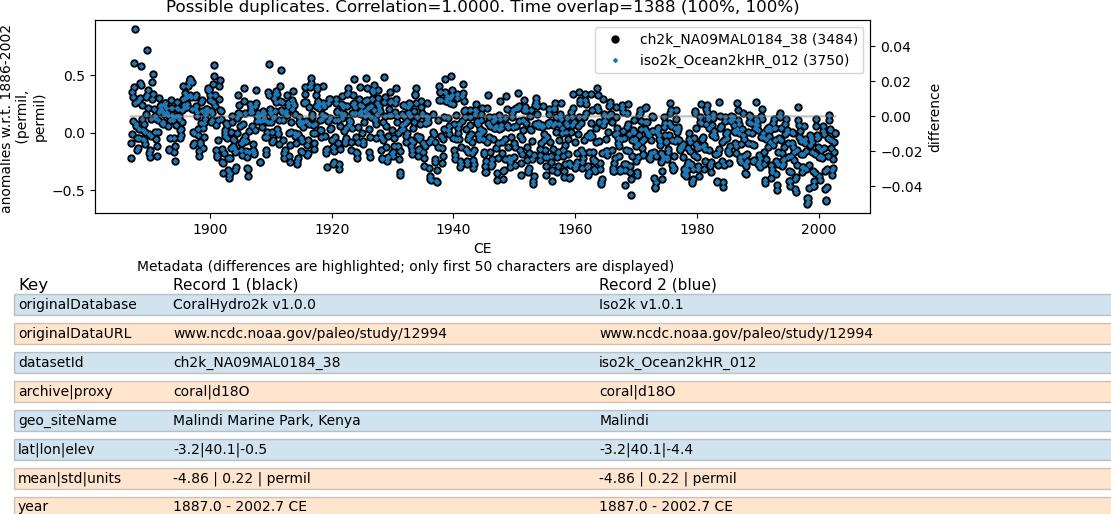 Possible duplicates. Correlation=1.0000. Time overlap=1388 (100%, 100%)
anomalies w.r.t. 1886-2002
(permil,
permil)
0.5
0.0
−0.5
ch2k_NA09MAL0184_38 (3484)
iso2k_Ocean2kHR_012 (3750)
0.04
0.02
0.00
−0.02
−0.04
difference
1900 1920 1940 1960 1980 2000
CE
Metadata (differences are highlighted; only first 50 characters are displayed)
Key Record 1 (black) Record 2 (blue)
originalDatabase CoralHydro2k v1.0.0 Iso2k v1.0.1
originalDataURL www.ncdc.noaa.gov/paleo/study/12994 www.ncdc.noaa.gov/paleo/study/12994
datasetId ch2k_NA09MAL0184_38 iso2k_Ocean2kHR_012
archive|proxy coral|d18O coral|d18O
geo_siteName Malindi Marine Park, Kenya Malindi
lat|lon|elev -3.2|40.1|-0.5 -3.2|40.1|-4.4
mean|std|units -4.86 | 0.22 | permil -4.86 | 0.22 | permil
year 1887.0 - 2002.7 CE 1887.0 - 2002.7 CE